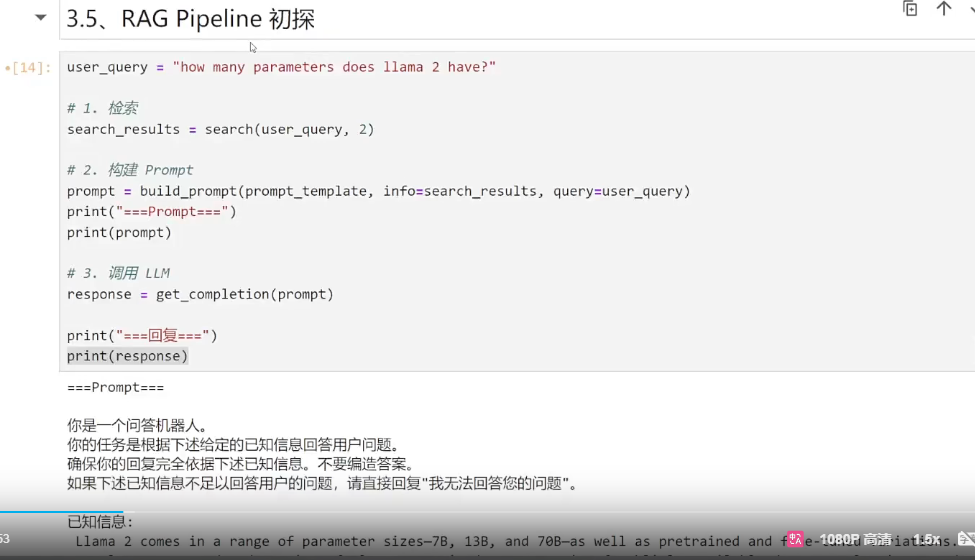 3.5、RAG Pipeline 初探
[14]:
user_query = "how many parameters does llama 2 have?"
# 1. 检索
search_results = search(user_query, 2)
# 2. 构建 Prompt
prompt = build_prompt(prompt_template, info=search_results, query=user_query)
print("===Prompt===")
print(prompt)
# 3. 调用 LLM
response = get_completion(prompt)
print("===回复===")
print(response)
===Prompt===
你是一个问答机器人。
你的任务是根据下述给定的已知信息回答用户问题。
确保你的回复完全依据下述已知信息。不要编造答案。
如果下述已知信息不足以回答用户的问题，请直接回复"我无法回答您的问题"。
已知信息:
Llama 2 comes in a range of parameter sizes—7B, 13B, and 70B—as well as pretrained and fine-tuned variations.
53
1080P 高清
1.5x